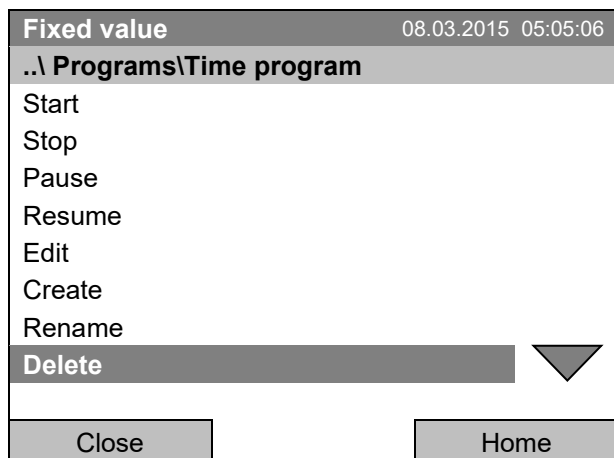 Fixed value 08.03.2015 05:05:06
..\ Programs\Time program
Start
Stop
Pause
Resume
Edit
Create
Rename
Delete
Close Home